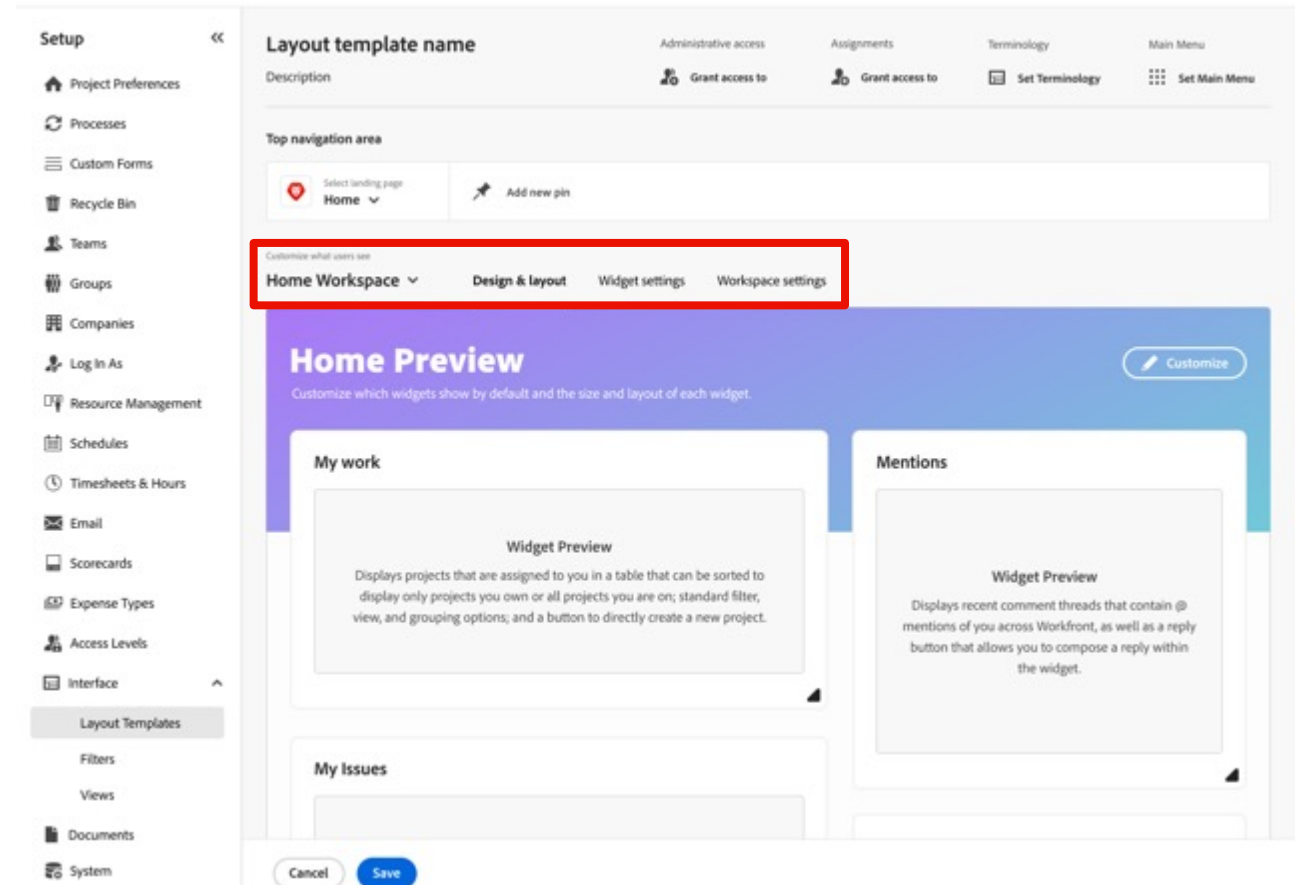 Setup
Project Preferences
Processes
Custom Forms
Recycle Bin
Teams
Groups
Companies
Log In As
Resource Management
Schedules
Timesheets & Hours
Email
Scorecards
Expense Types
Access Levels
Interface
Layout Templates
Filters
Views
Documents
System
Layout template name
Description
Administrative access
Grant access to
Assignments
Grant access to
Terminology
Set Terminology
Main Menu
Set Main Menu
Top navigation area
Select landing page
Home
Add new pin
Customize what users see
Home Workspace
Design & layout
Widget settings
Workspace settings
Home Preview
Customize which widgets show by default and the size and layout of each widget.
Customize
My work
Widget Preview
Displays projects that are assigned to you in a table that can be sorted to
display only projects you own or all projects you are on; standard filter,
view, and grouping options; and a button to directly create a new project.
Mentions
Widget Preview
Displays recent comment threads that contain @
mentions of you across Workfront, as well as a reply
button that allows you to compose a reply within
the widget.
My Issues
Cancel
Save